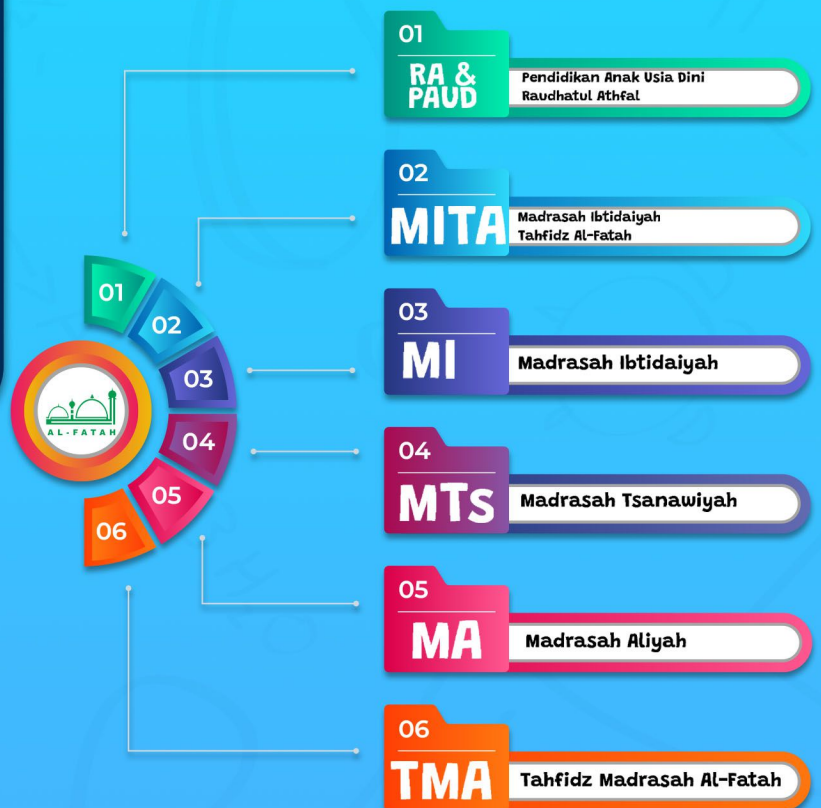 01
RA &
PAUD
Pendidikan Anak Usia Dini
Raudhatul Athfal
02
MITA
Madrasah Ibtidaiyah
Tahfidz Al-Fatah
03
MI
Madrasah Ibtidaiyah
04
MTs
Madrasah Tsanawiyah
05
MA
Madrasah Aliyah
06
TMA
Tahfidz Madrasah Al-Fatah
01
02
03
04
05
06
AL-FATAH